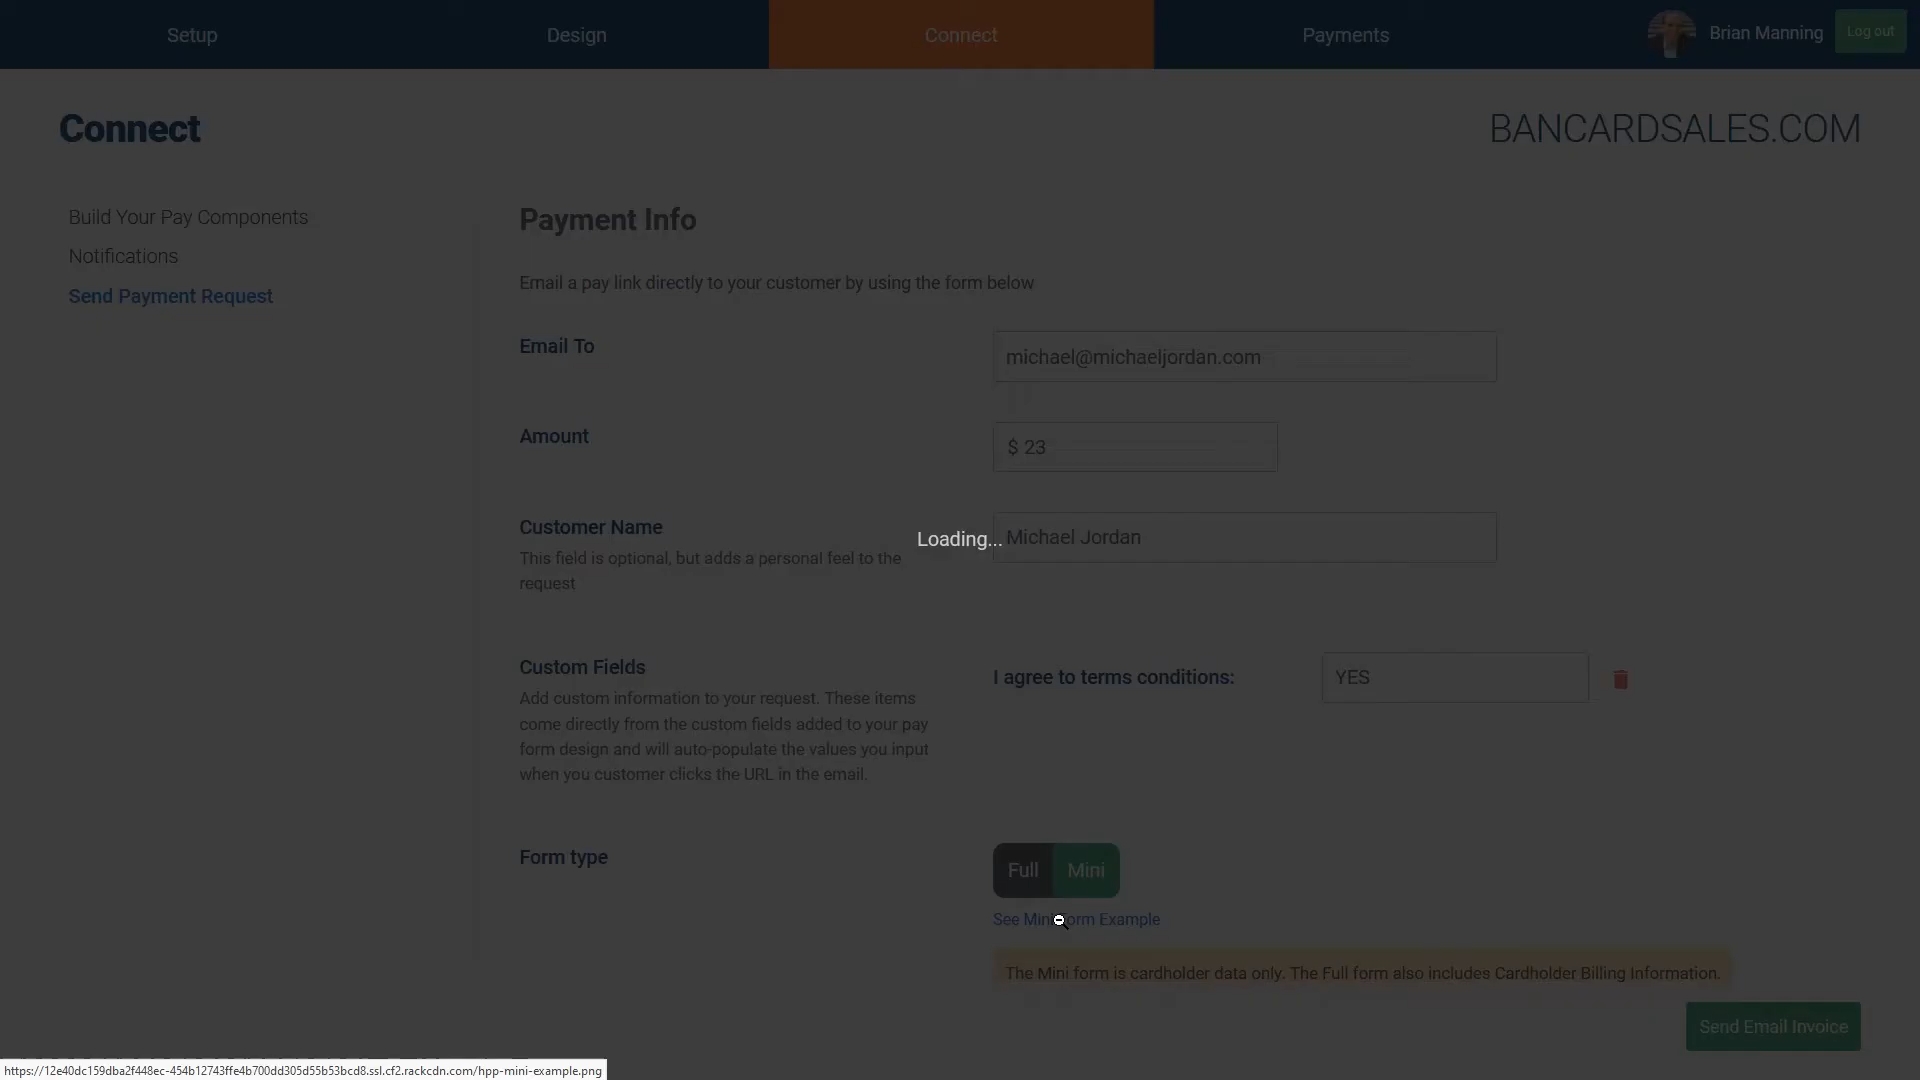 Setup
Design
Connect
Payments
Brian Manning
Log out
Connect
BANCARDSALES.COM
Build Your Pay Components
Notifications
Send Payment Request
Payment Info
Email a pay link directly to your customer by using the form below
Email To
michael@michaeljordan.com
Amount
$ 23
Customer Name
This field is optional, but adds a personal feel to the
request
Loading...
Michael Jordan
Custom Fields
Add custom information to your request. These items
come directly from the custom fields added to your pay
form design and will auto-populate the values you input
when you customer clicks the URL in the email.
I agree to terms conditions:
YES
Form type
Full
Mini
See Mini Form Example
The Mini form is cardholder data only. The Full form also includes Cardholder Billing Information.
Send Email Invoice
https://12e40dc159dba2f448ec-454b12743ffe4b700dd305d55b53bcd8.ssl.cf2.rackcdn.com/hpp-mini-example.png